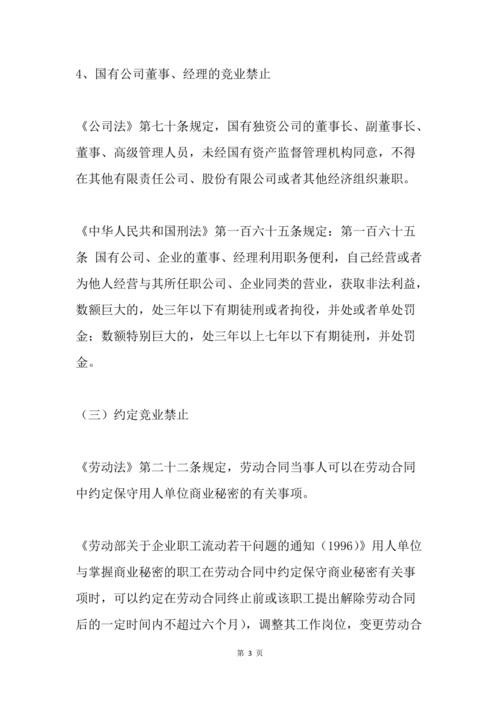 4、国有公司董事、经理的竞业禁止
《公司法》第七十条规定，国有独资公司的董事长、副董事长、
董事、高级管理人员，未经国有资产监督管理机构同意，不得
在其他有限责任公司、股份有限公司或者其他经济组织兼职。
《中华人民共和国刑法》第一百六十五条规定：第一百六十五
条 国有公司、企业的董事、经理利用职务便利，自己经营或者
为他人经营与其所任职公司、企业同类的营业，获取非法利益，
数额巨大的，处三年以下有期徒刑或者拘役，并处或者单处罚
金；数额特别巨大的，处三年以上七年以下有期徒刑，并处罚
金。
（三）约定竞业禁止
《劳动法》第二十二条规定，劳动合同当事人可以在劳动合同
中约定保守用人单位商业秘密的有关事项。
《劳动部关于企业职工流动若干问题的通知（1996）》用人单位
与掌握商业秘密的职工在劳动合同中约定保守商业秘密有关事
项时，可以约定在劳动合同终止前或该职工提出解除劳动合同
后的一定时间内不超过六个月），调整其工作岗位，变更劳动合
第 3 页